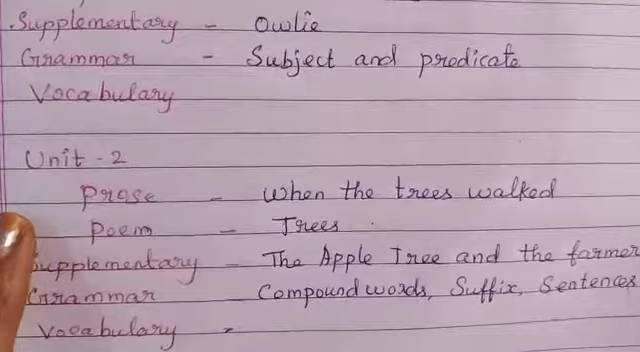 .Supplementary - Owlie
Grammar - Subject and predicate
Vocabulary
Unit - 2
Prose - When the trees walked
Poem - Trees .
Supplementary - The Apple Tree and the farmer
Grammar Compound words, Suffix, Sentences
Vocabulary -